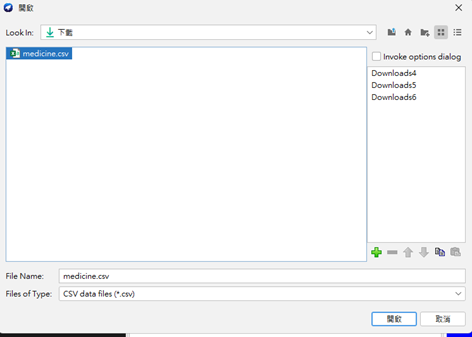 開啟
Look In: 下載
medicine.csv
Invoke options dialog
Downloads4
Downloads5
Downloads6
File Name: medicine.csv
Files of Type: CSV data files (*.csv)
開啟 取消